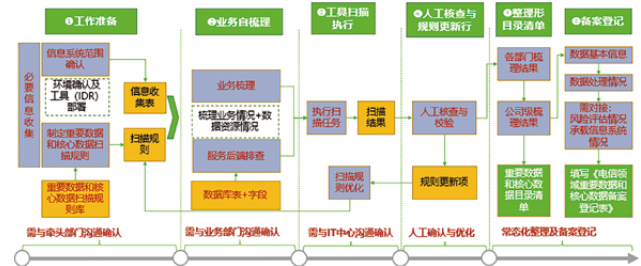 ❶工作准备
❷业务自梳理
❸工具扫描
执行
❹人工核查与
规则更新行
❺整理形
目录清单
❻备案登记
必要信息收集
信息系统范围
确认
环境确认及
工具（IDR）
部署
信息收
集表
制定重要数据
和核心数据扫
描规则
扫描规
则
重要数据和
核心数据扫描规
则库
业务梳理
梳理业务情况+数
据资源情况
服务后端排查
数据库表+字段
执行扫
描任务
扫描
结果
扫描规
则优化
人工核查与
校验
规则更新项
各部门梳
理结果
公司级梳
理结果
重要数据
和核心数
据目录清
单
数据基本信息
数据处理情况
需对接：
风险评估情况
承载信息系统
情况
填写《电信领
域重要数据和
核心数据备案
登记表》
需与牵头部门沟通确认
需与业务部门沟通确认
需与IT中心沟通确认
人工确认与优化
常态化整理及备案登记